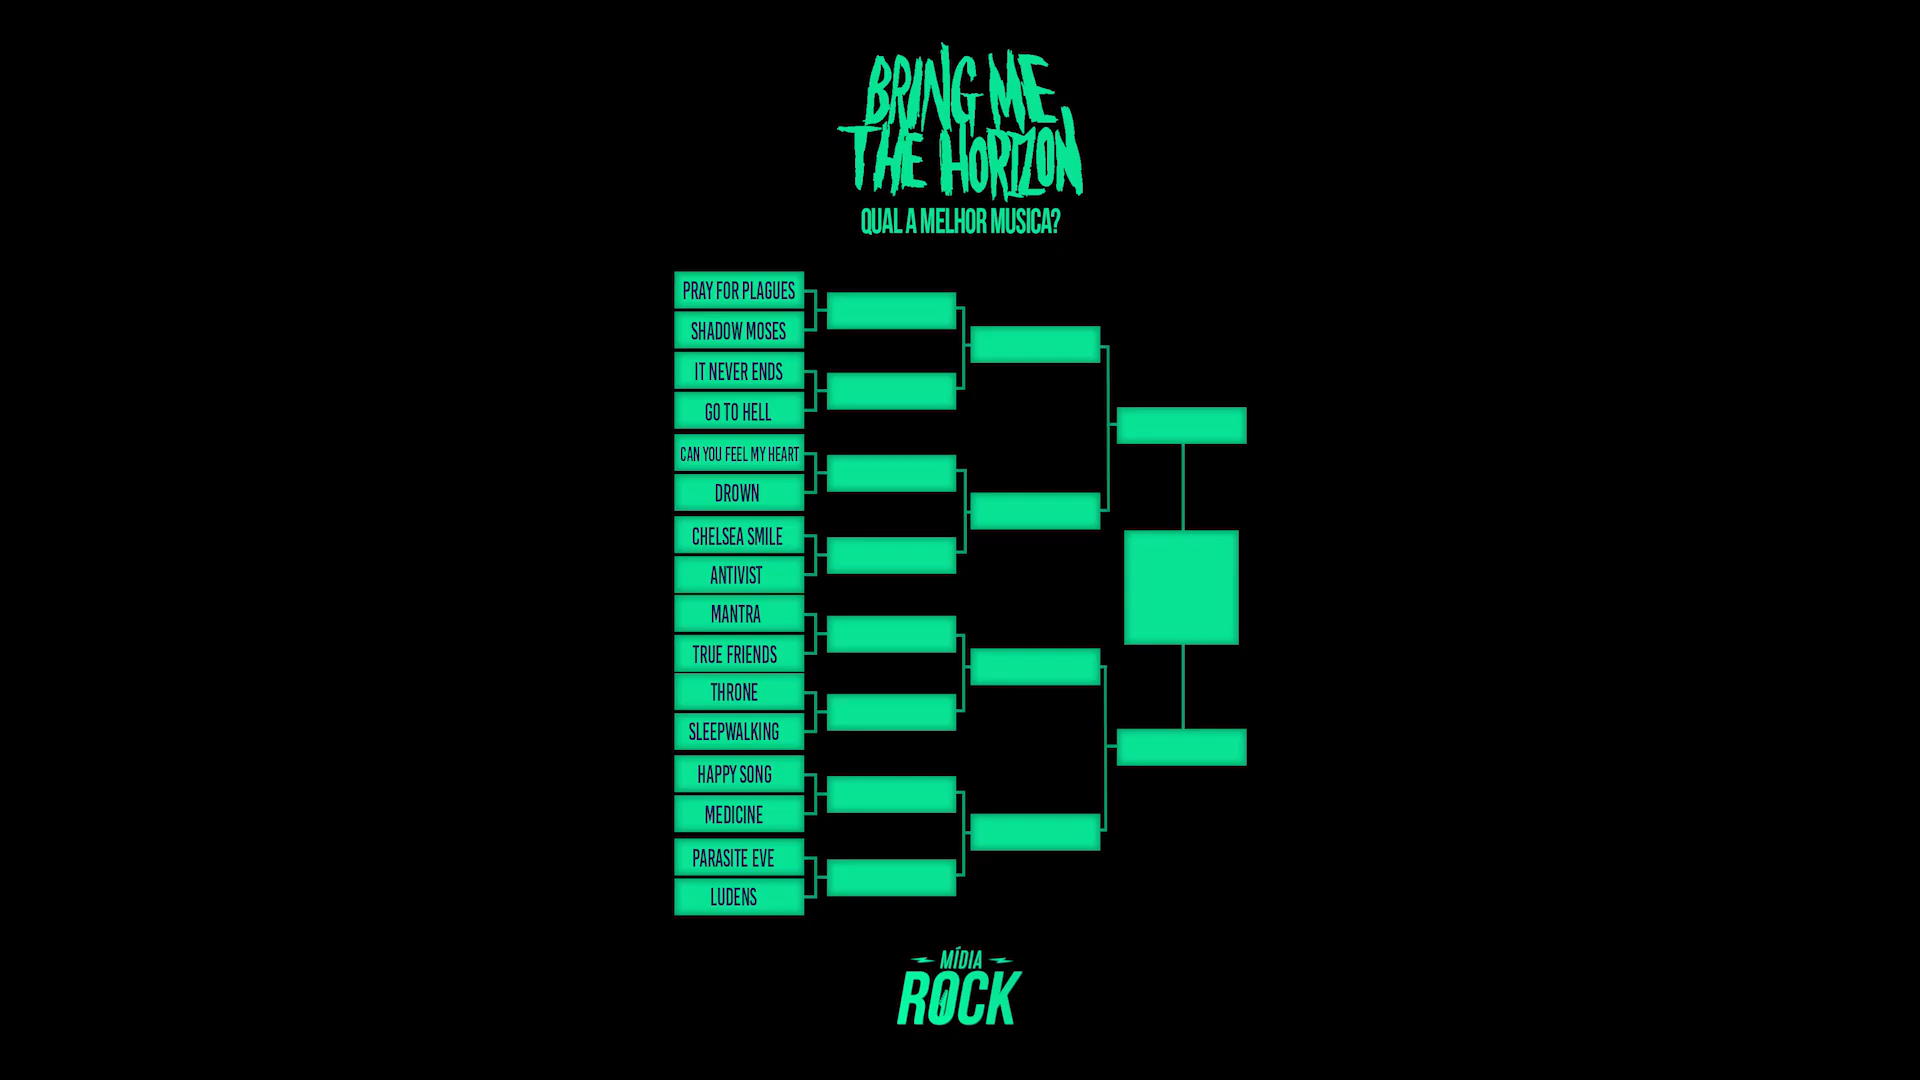 BRING ME
THE HORIZON
QUAL A MELHOR MUSICA?
PRAY FOR PLAGUES
SHADOW MOSES
IT NEVER ENDS
GO TO HELL
CAN YOU FEEL MY HEART
DROWN
CHELSEA SMILE
ANTIVIST
MANTRA
TRUE FRIENDS
THRONE
SLEEPWALKING
HAPPY SONG
MEDICINE
PARASITE EVE
LUDENS
MÍDIA
ROCK